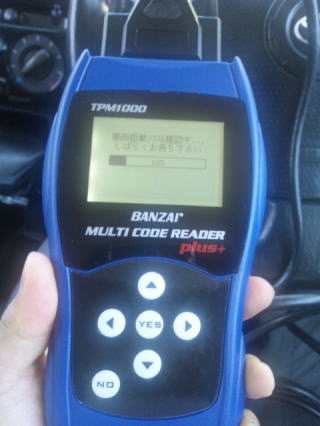 TPM1000
車両搭載ｼｽﾃﾑ確認中...
しばらくお待ち下さい
BANZAI®
MULTI CODE READER
plus+
YES
NO